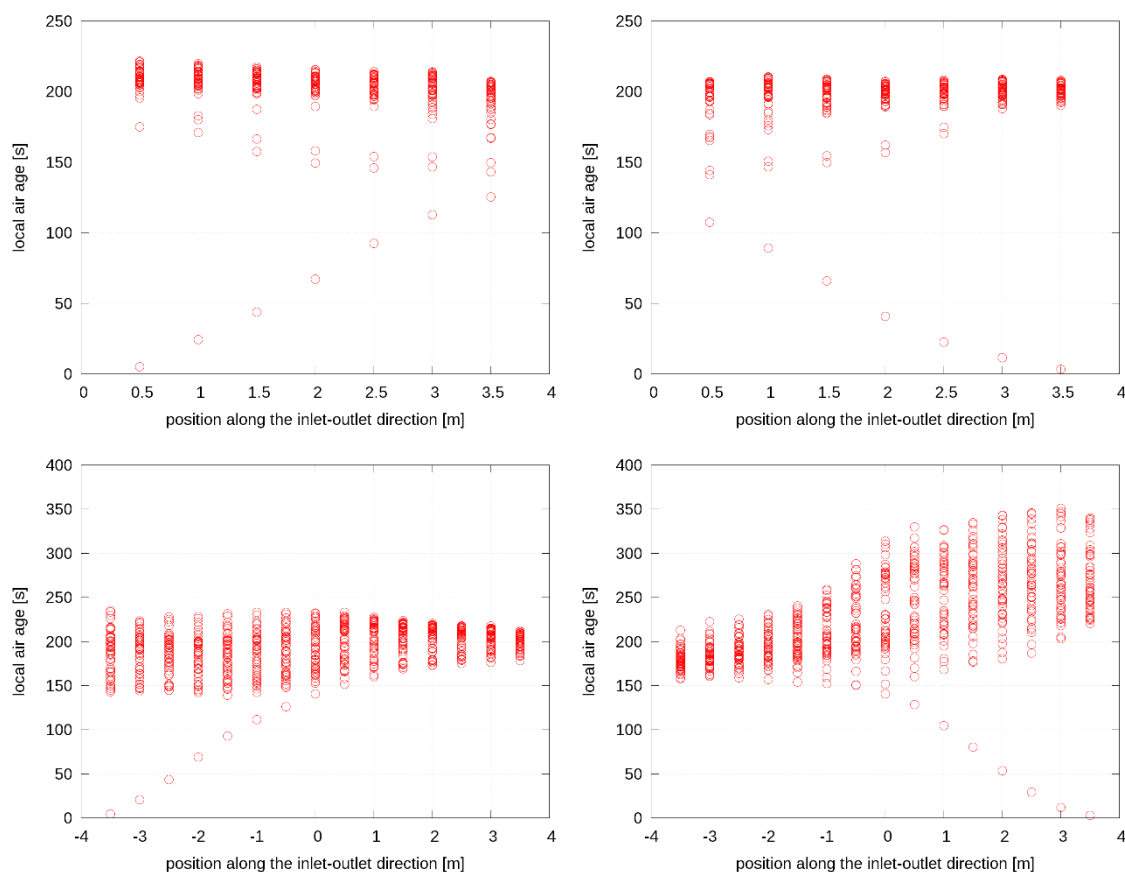 250
200
150
100
50
0
local air age [s]
0 0.5 1 1.5 2 2.5 3 3.5 4
position along the inlet-outlet direction [m]
250
200
150
100
50
0
local air age [s]
0 0.5 1 1.5 2 2.5 3 3.5 4
position along the inlet-outlet direction [m]
400
350
300
250
200
150
100
50
0
local air age [s]
-4 -3 -2 -1 0 1 2 3 4
position along the inlet-outlet direction [m]
400
350
300
250
200
150
100
50
0
local air age [s]
-4 -3 -2 -1 0 1 2 3 4
position along the inlet-outlet direction [m]